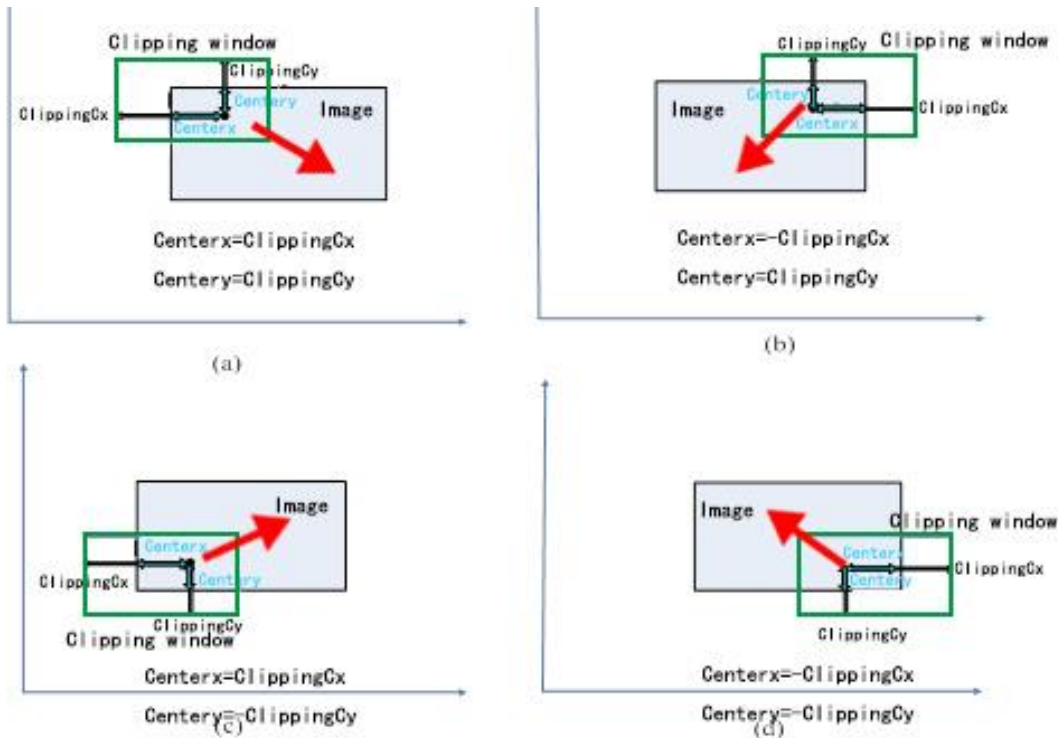 Clipping window
ClippingCy
ClippingCx
Centery
Centerx
Image
Centerx=ClippingCx
Centery=ClippingCy
(a)
ClippingCy
Clipping window
Image
Centery
ClippingCx
Centerx
Centerx=-ClippingCx
Centery=ClippingCy
(b)
Image
Centerx
ClippingCx
Centery
ClippingCy
Clipping window
Centerx=ClippingCx
Centery=-ClippingCy
(c)
Image
Clipping window
Centerx
ClippingCx
Centery
ClippingCy
Centerx=-ClippingCx
Centery=-ClippingCy
(d)